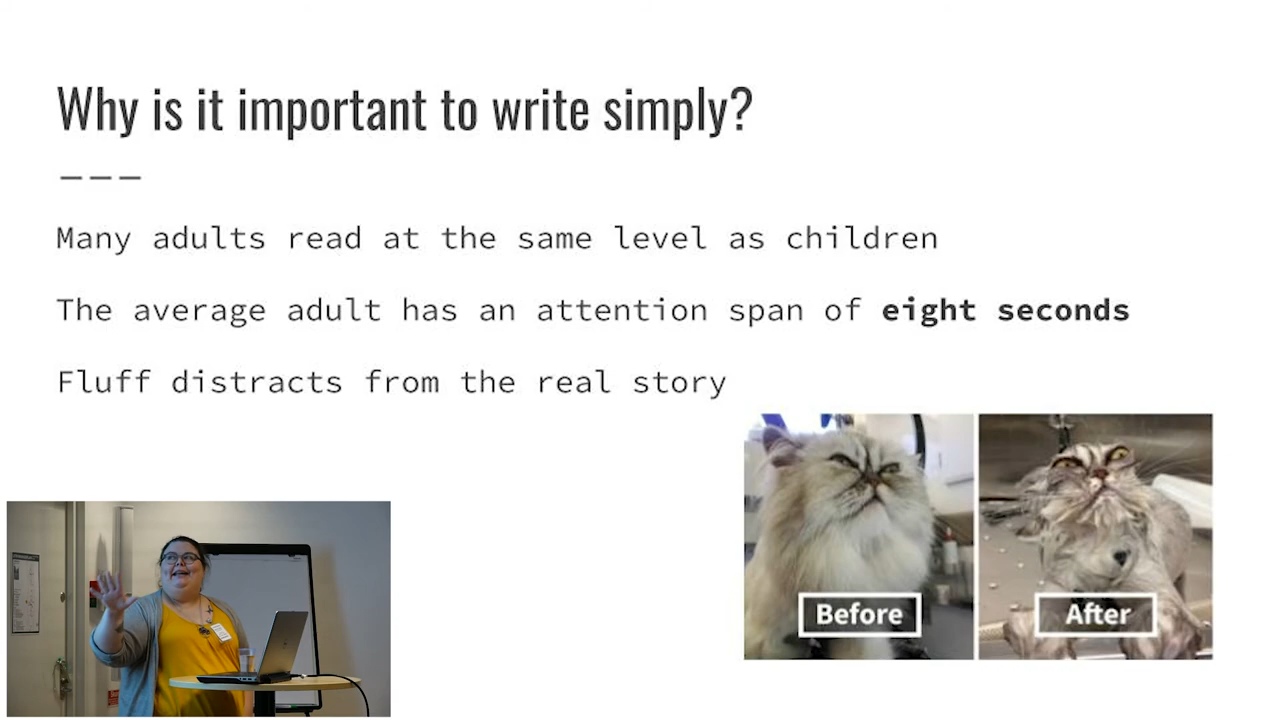 Why is it important to write simply?
Many adults read at the same level as children
The average adult has an attention span of eight seconds
Fluff distracts from the real story
Before
After